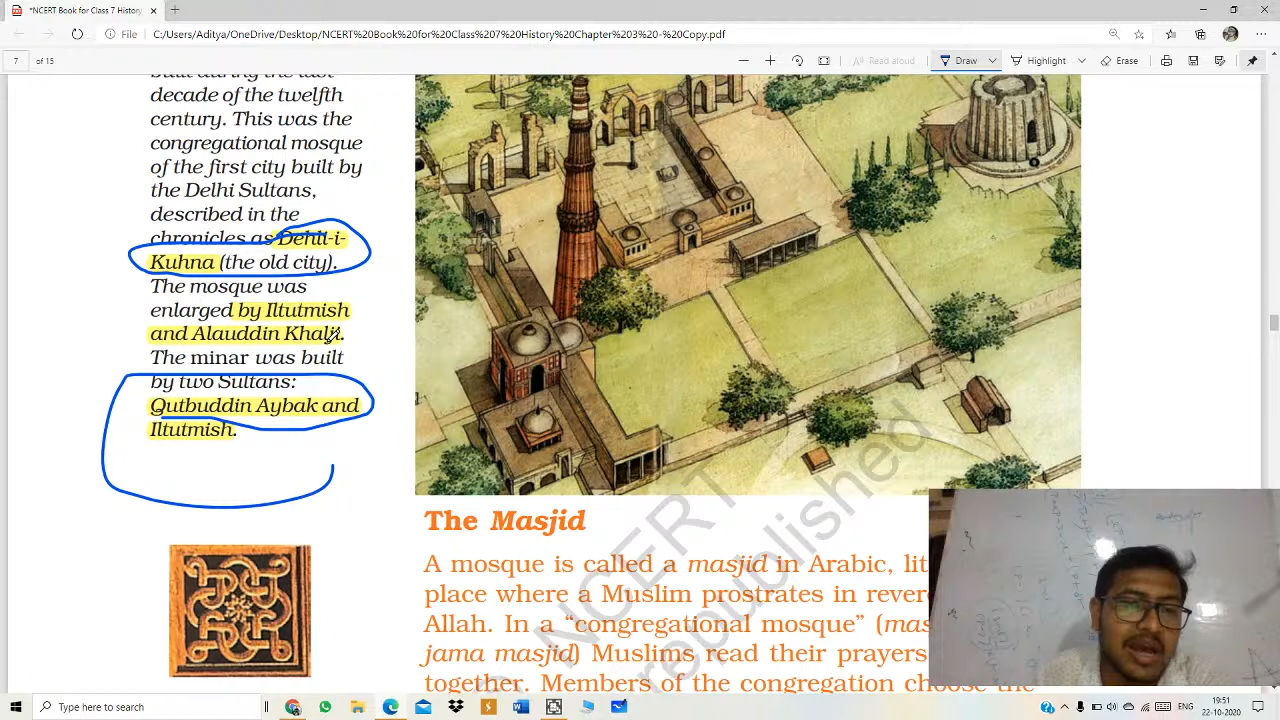 *NCERT Book for Class 7 History
File
C:/Users/Aditya/OneDrive/Desktop/NCERT%20Book%20for%20Class%207%20History%20Chapter%203%20-%20Copy.pdf
7 of 15
Read aloud
Draw
Highlight
Erase
built during the last
decade of the twelfth
century. This was the
congregational mosque
of the first city built by
the Delhi Sultans,
described in the
chronicles as Dehli-i-
Kuhna (the old city).
The mosque was
enlarged by Iltutmish
and Alauddin Khalji.
The minar was built
by two Sultans:
Qutbuddin Aybak and
Iltutmish.
The Masjid
A mosque is called a masjid in Arabic, lit
place where a Muslim prostrates in rever
Allah. In a “congregational mosque” (mas
jama masjid) Muslims read their prayers
together. Members of the congregation choose the
NCERT
republished
Type here to search
ENG
19:51
22-10-2020